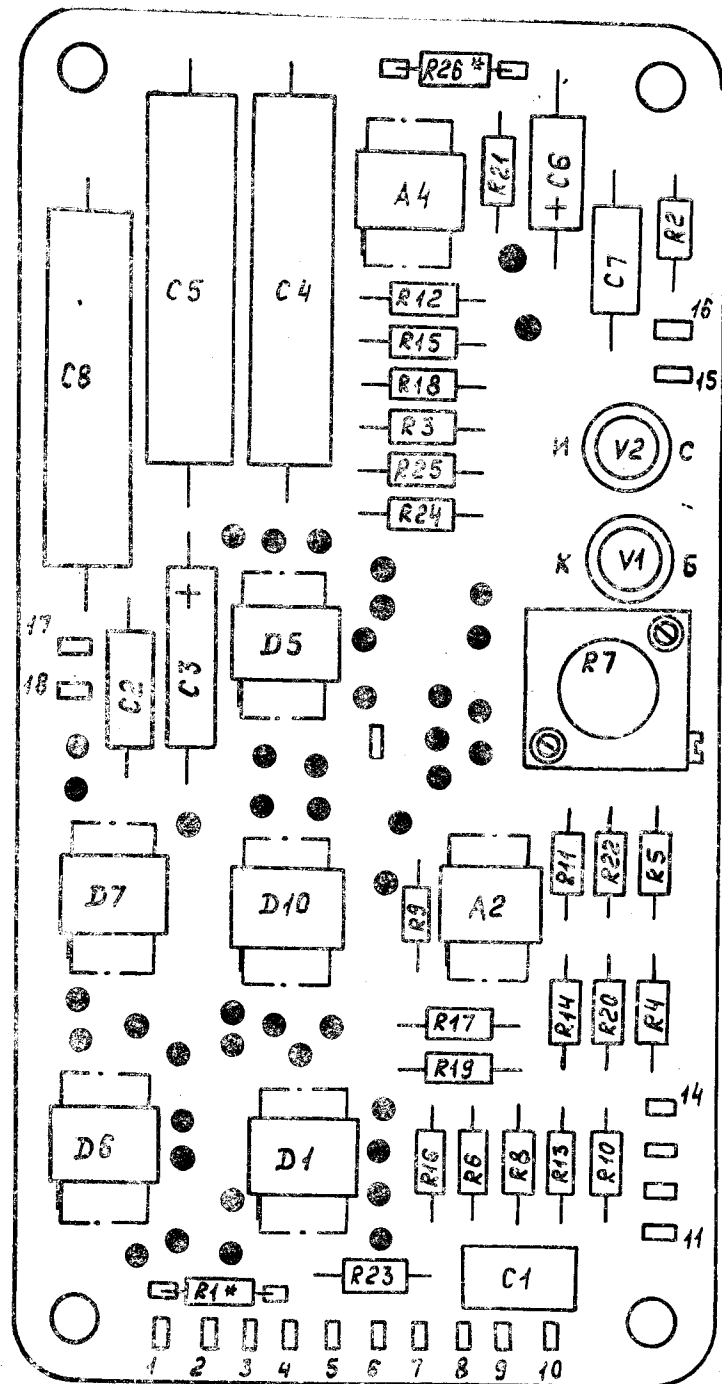 R26*
A4
R21
+ C6
C5
C4
C7
R2
C8
R12
16
R15
15
R18
R3
И V2 С
R25
R24
К V1 Б
17
D5
+ C3
C2
R7
18
D7
D10
R9
A2
R11
R22
R5
R14
R20
R4
R17
R19
14
D6
D1
R16
R6
R8
R13
R10
11
R1*
R23
C1
1 2 3 4 5 6 7 8 9 10